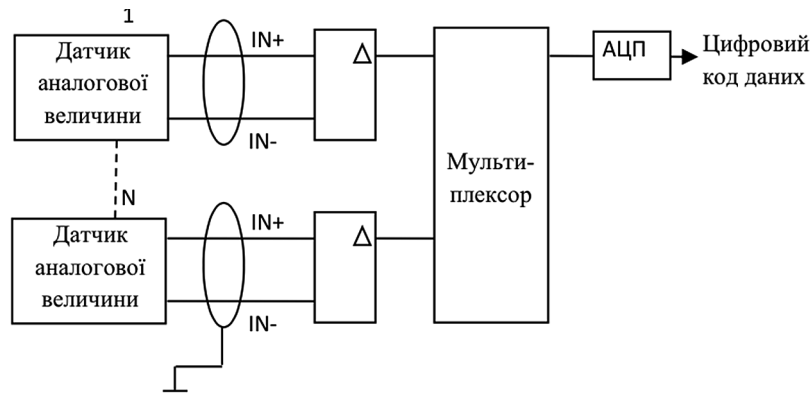 1
Датчик
аналогової
величини
IN+
IN-
Δ
Мульти-
плексор
АЦП
Цифровий
код даних
N
Датчик
аналогової
величини
IN+
IN-
Δ